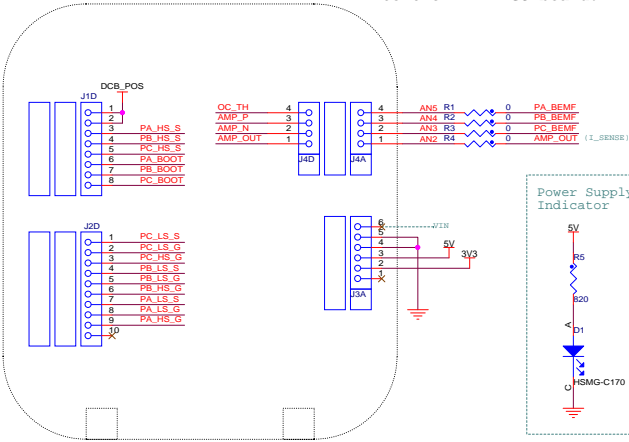 DCB_POS
J1D
1
2
3 PA_HS_S
4 PB_HS_S
5 PC_HS_S
6 PA_BOOT
7 PB_BOOT
8 PC_BOOT
OC_TH 4
AMP_P 3
AMP_N 2
AMP_OUT 1
J4D
4 AN5 R1 0 PA_BEMF
3 AN4 R2 0 PB_BEMF
2 AN3 R3 0 PC_BEMF
1 AN2 R4 0 AMP_OUT (I_SENSE)
J4A
J2D
1 PC_LS_S
2 PC_LS_G
3 PC_HS_G
4 PB_LS_S
5 PB_LS_G
6 PB_HS_G
7 PA_LS_S
8 PA_LS_G
9 PA_HS_G
10
6 VIN
5
4
3 5V
2 3V3
1
J3A
Power Supply
Indicator
5V
R5
820
A
D1
HSMG-C170
C